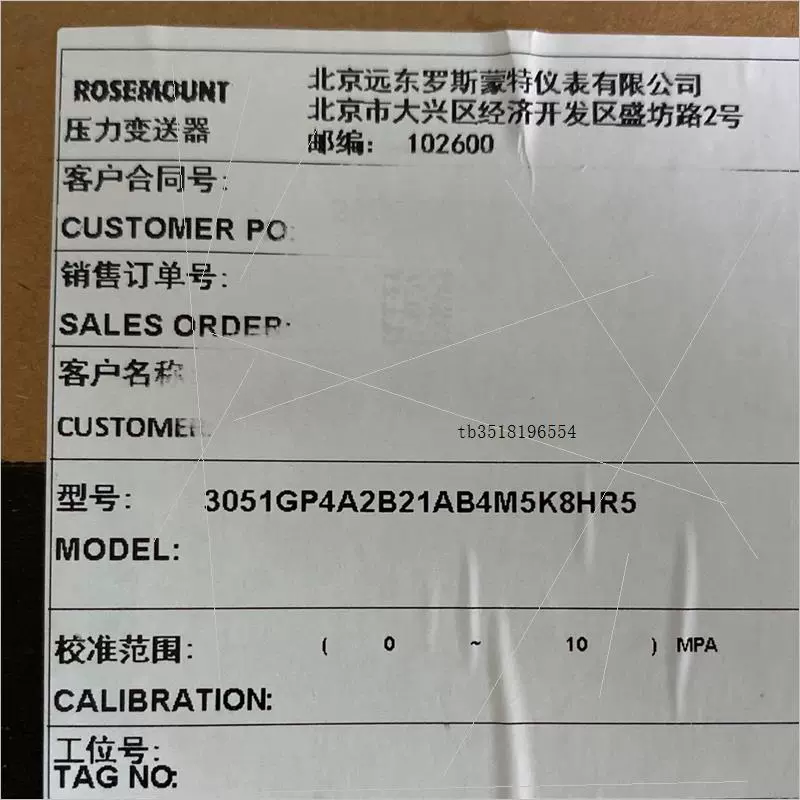 ROSEMOUNT
压力变送器
北京远东罗斯蒙特仪表有限公司
北京市大兴区经济开发区盛坊路2号
邮编: 102600
客户合同号:
CUSTOMER PO:
销售订单号:
SALES ORDER:
客户名称
CUSTOMER:
tb3518196554
型号: 3051GP4A2B21AB4M5K8HR5
MODEL:
校准范围: ( 0 ~ 10 ) MPA
CALIBRATION:
工位号:
TAG NO: